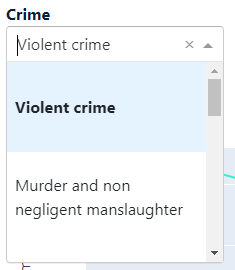 Crime
Violent crime
Violent crime
Murder and non
negligent manslaughter